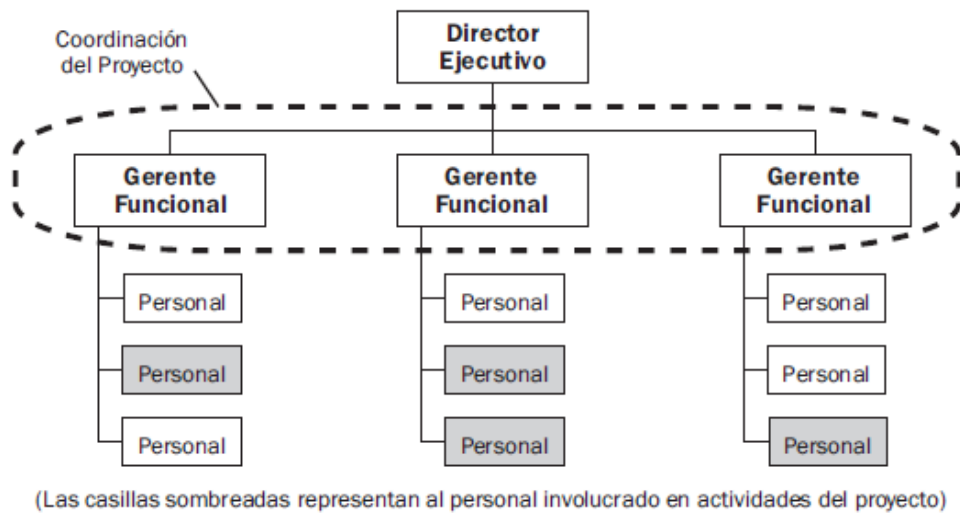 Coordinación
del Proyecto
Director
Ejecutivo
Gerente
Funcional
Gerente
Funcional
Gerente
Funcional
Personal
Personal
Personal
Personal
Personal
Personal
Personal
Personal
Personal
(Las casillas sombreadas representan al personal involucrado en actividades del proyecto)